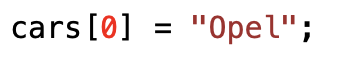 cars[0] = "Opel";